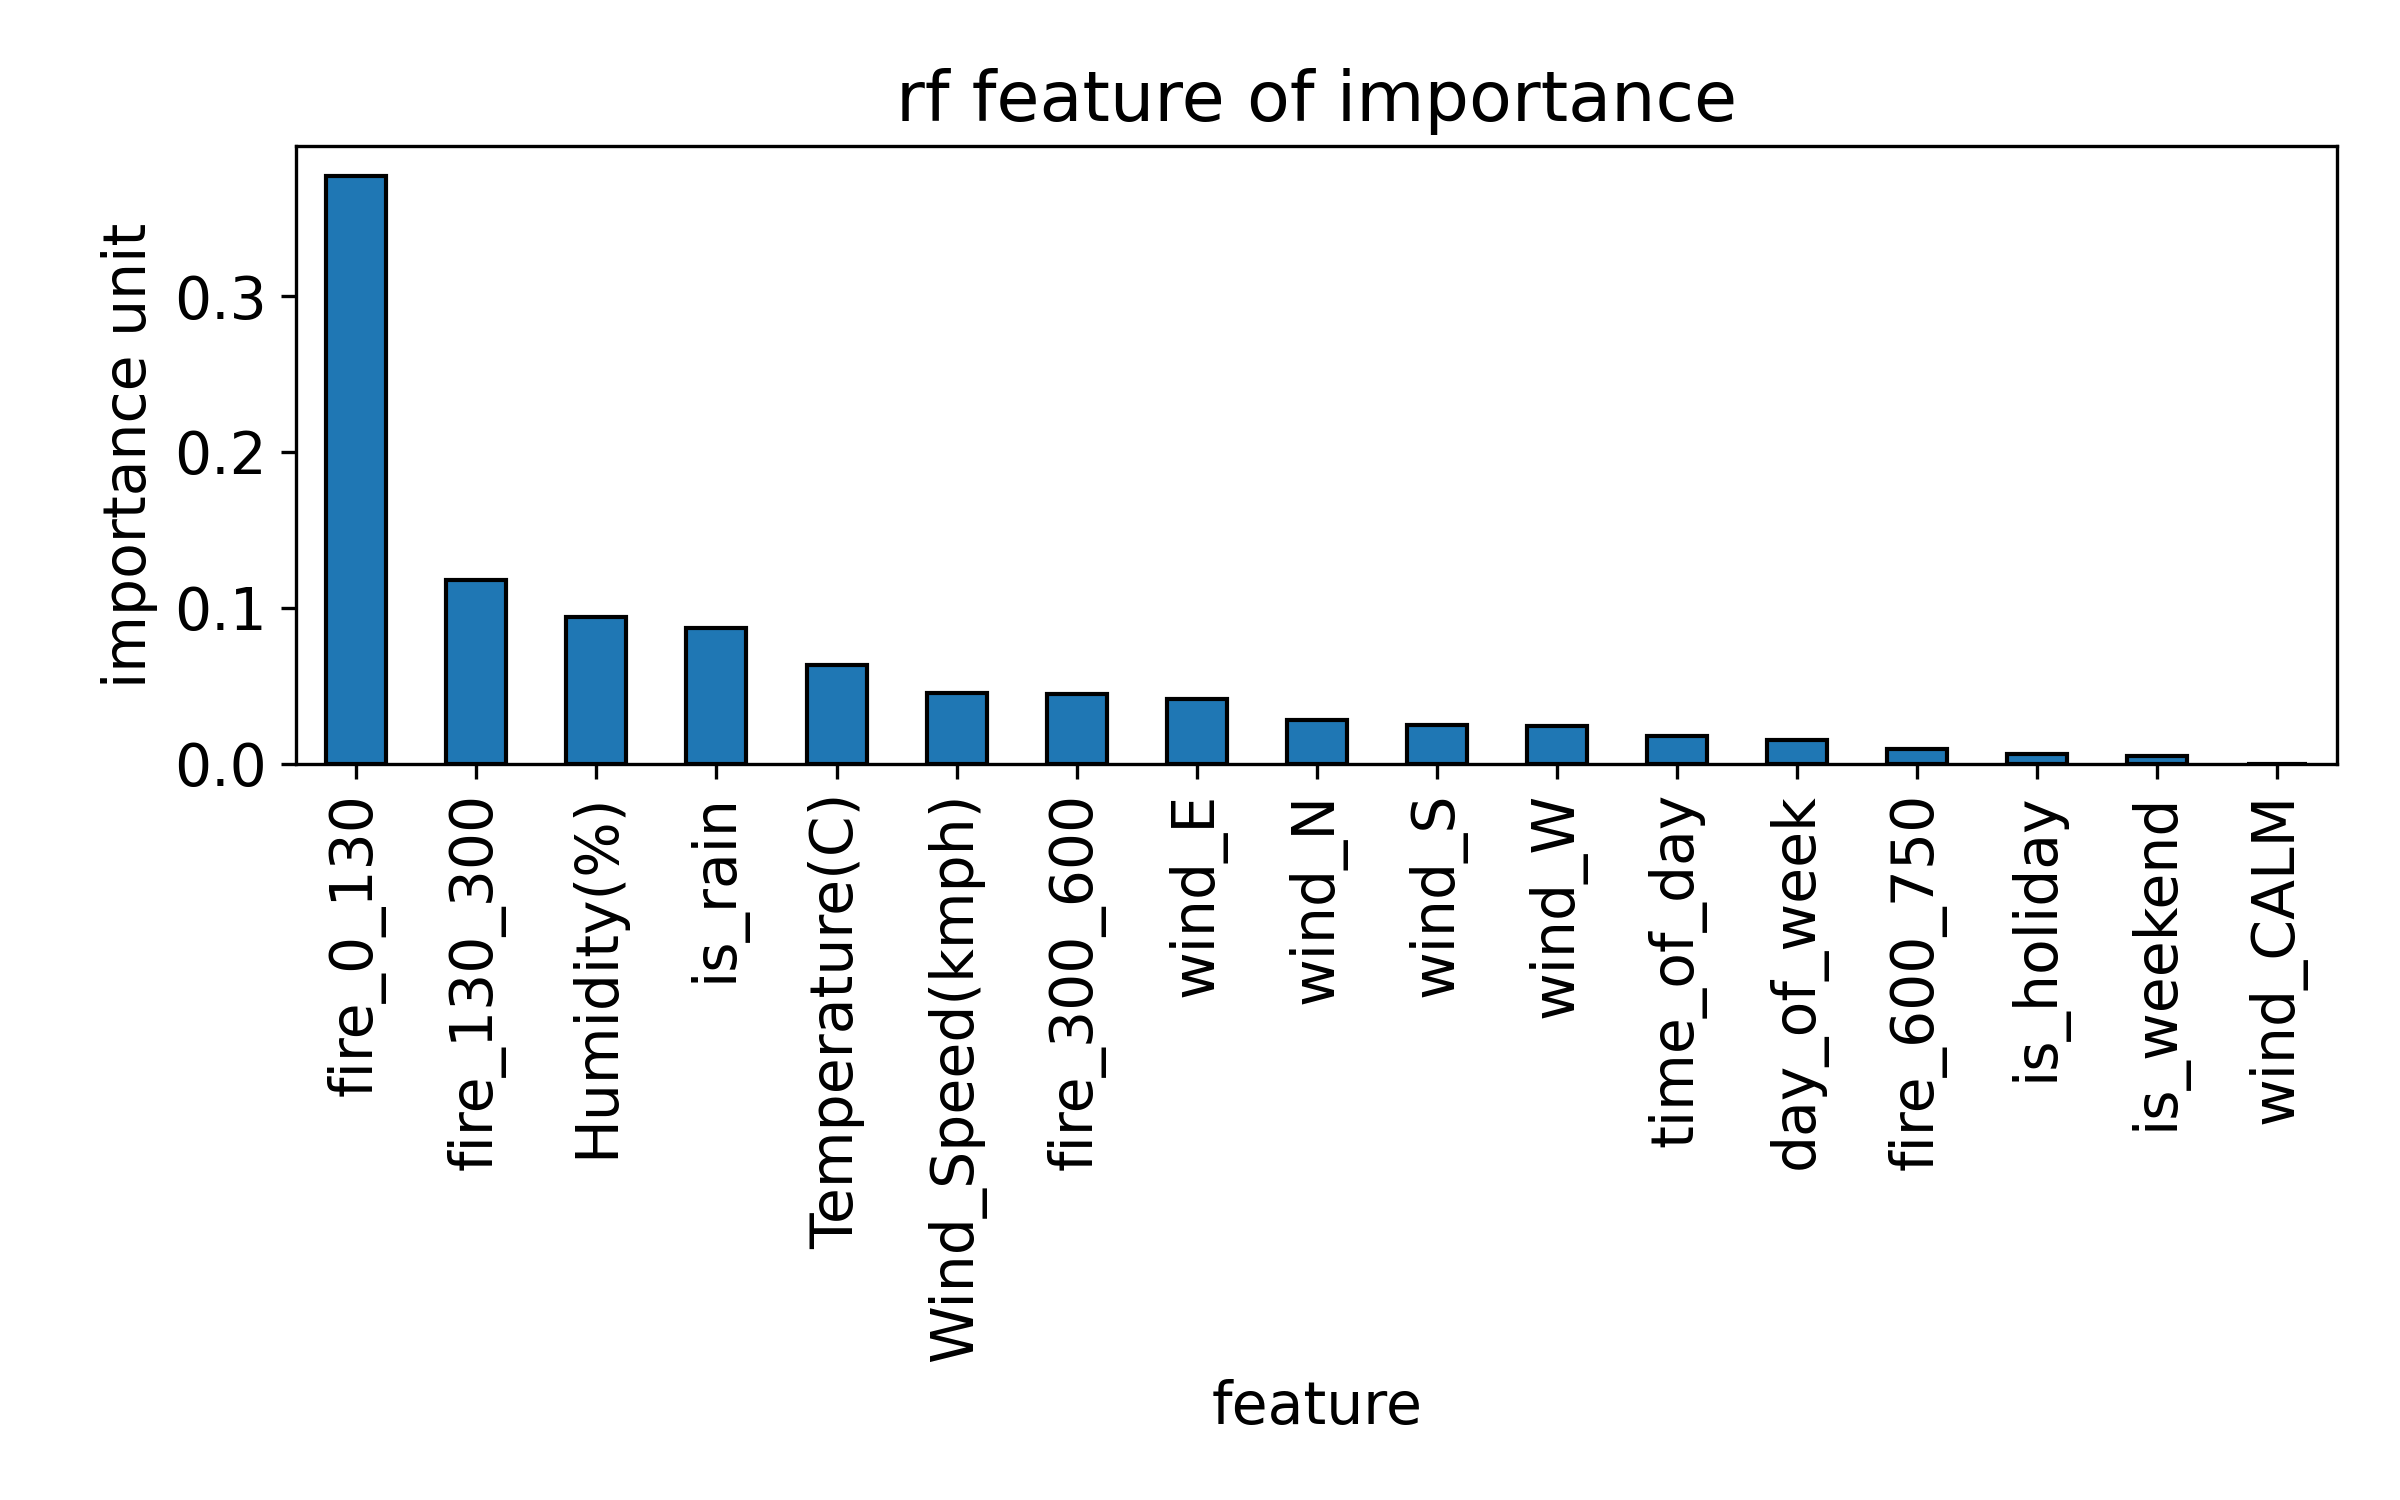 rf feature of importance
importance unit
0.3
0.2
0.1
0.0
fire_0_130
fire_130_300
Humidity(%)
is_rain
Temperature(C)
Wind_Speed(kmph)
fire_300_600
wind_E
wind_N
wind_S
wind_W
time_of_day
day_of_week
fire_600_750
is_holiday
is_weekend
wind_CALM
feature